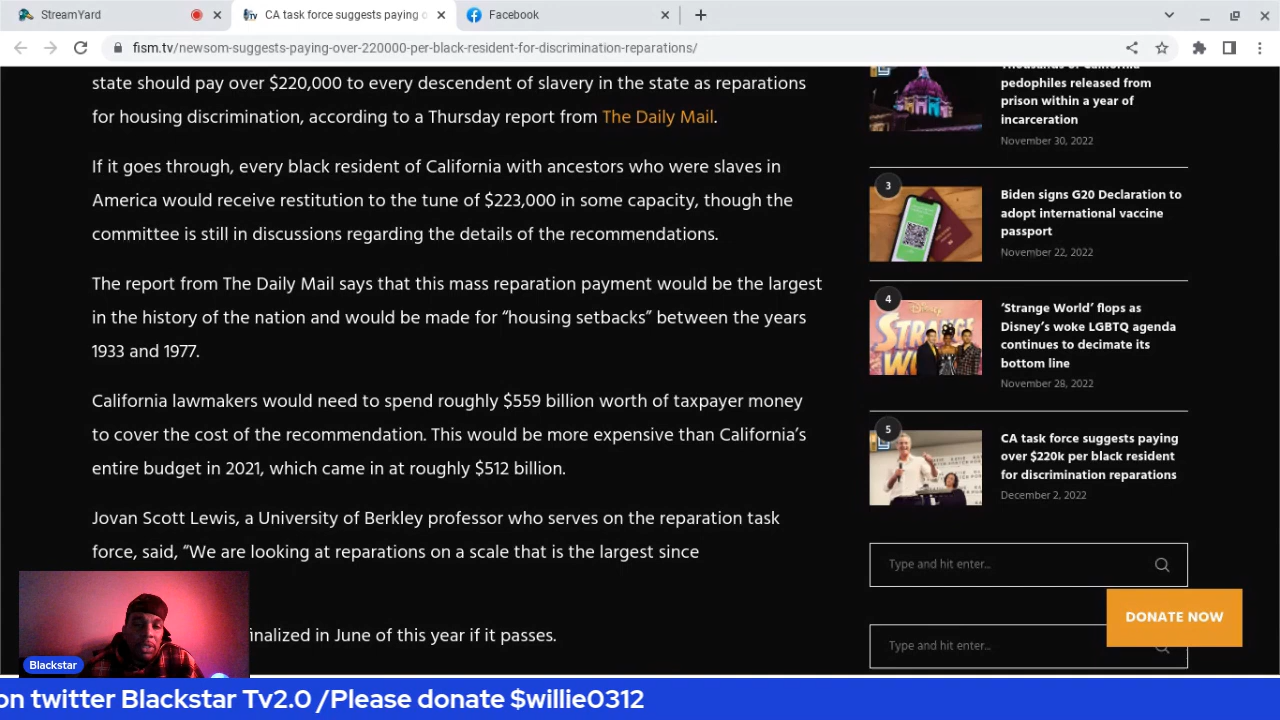 StreamYard
CA task force suggests paying o
Facebook
fism.tv/newsom-suggests-paying-over-220000-per-black-resident-for-discrimination-reparations/
state should pay over $220,000 to every descendent of slavery in the state as reparations
for housing discrimination, according to a Thursday report from The Daily Mail.
If it goes through, every black resident of California with ancestors who were slaves in
America would receive restitution to the tune of $223,000 in some capacity, though the
committee is still in discussions regarding the details of the recommendations.
The report from The Daily Mail says that this mass reparation payment would be the largest
in the history of the nation and would be made for “housing setbacks” between the years
1933 and 1977.
California lawmakers would need to spend roughly $559 billion worth of taxpayer money
to cover the cost of the recommendation. This would be more expensive than California’s
entire budget in 2021, which came in at roughly $512 billion.
Jovan Scott Lewis, a University of Berkley professor who serves on the reparation task
force, said, “We are looking at reparations on a scale that is the largest since
finalized in June of this year if it passes.
Thousands of California
pedophiles released from
prison within a year of
incarceration
November 30, 2022
3
Biden signs G20 Declaration to
adopt international vaccine
passport
November 22, 2022
4
Disney
STRANGE
‘Strange World’ flops as
Disney’s woke LGBTQ agenda
continues to decimate its
bottom line
November 28, 2022
5
CA task force suggests paying
over $220k per black resident
for discrimination reparations
December 2, 2022
Type and hit enter...
DONATE NOW
Type and hit enter...
Blackstar
on twitter Blackstar Tv2.0 /Please donate $willie0312